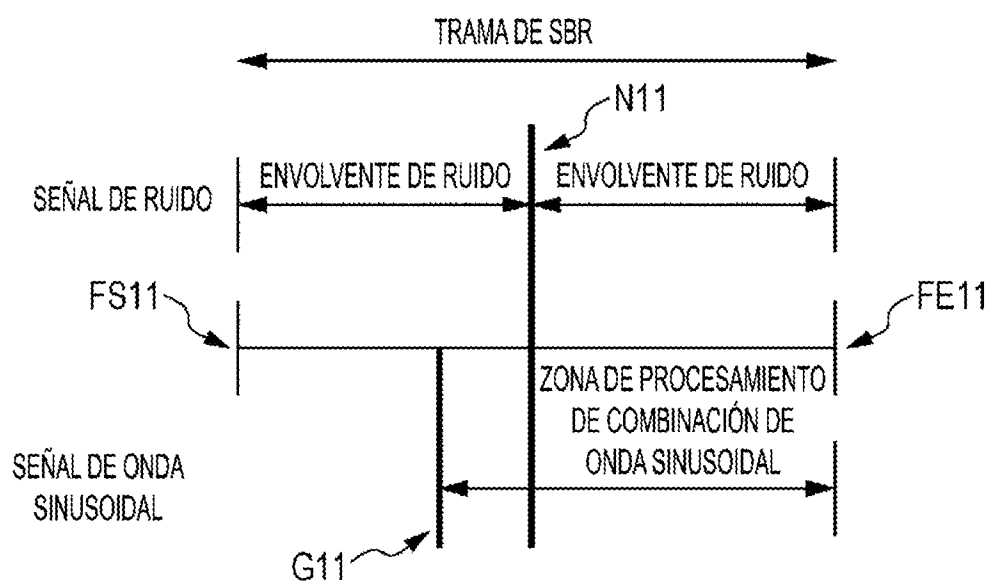 TRAMA DE SBR
N11
ENVOLVENTE DE RUIDO
ENVOLVENTE DE RUIDO
SEÑAL DE RUIDO
FS11
FE11
ZONA DE PROCESAMIENTO
DE COMBINACIÓN DE
ONDA SINUSOIDAL
SEÑAL DE ONDA
SINUSOIDAL
G11